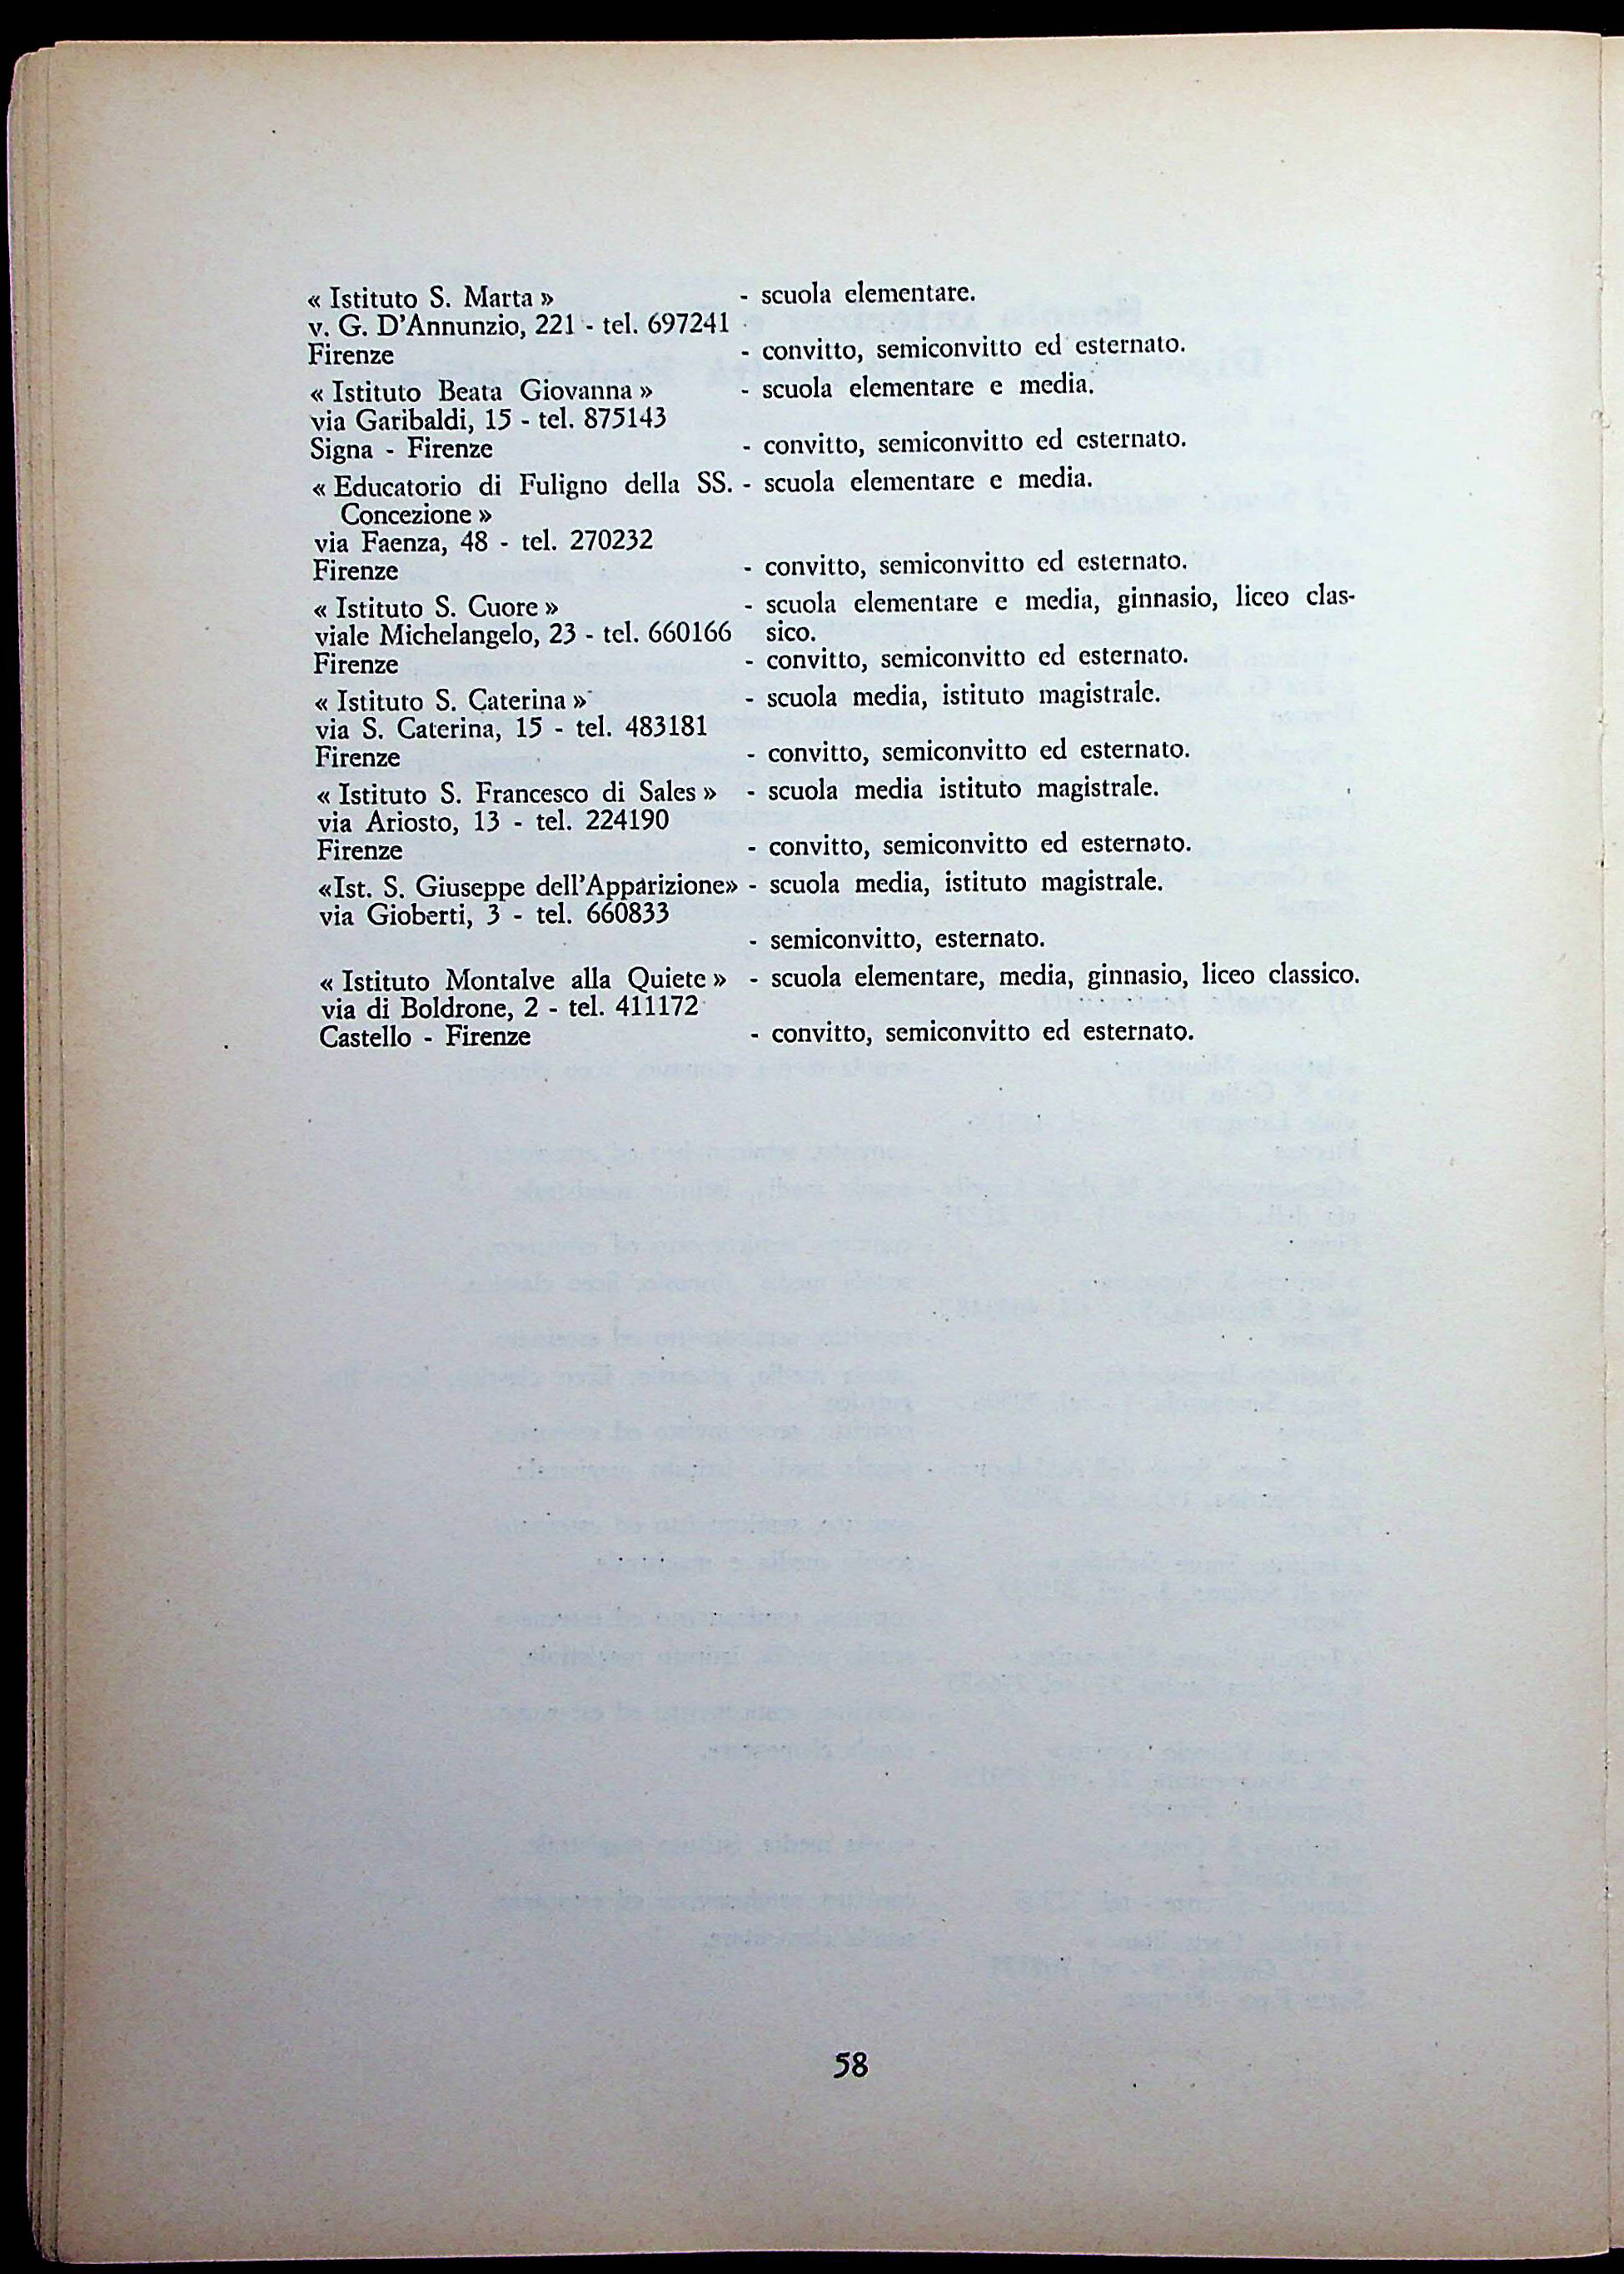 « Istituto S. Marta » - scuola elementare.
v. G. D'Annunzio, 221 - tel. 697241
Firenze - convitto, semiconvitto ed esternato.
« Istituto Beata Giovanna » - scuola elementare e media.
via Garibaldi, 15 - tel. 875143
Signa - Firenze - convitto, semiconvitto ed esternato.
« Educatorio di Fuligno della SS. - scuola elementare e media.
Concezione »
via Faenza, 48 - tel. 270232
Firenze - convitto, semiconvitto ed esternato.
« Istituto S. Cuore » - scuola elementare e media, ginnasio, liceo clas-
viale Michelangelo, 23 - tel. 660166 sico.
Firenze - convitto, semiconvitto ed esternato.
« Istituto S. Caterina » - scuola media, istituto magistrale.
via S. Caterina, 15 - tel. 483181
Firenze - convitto, semiconvitto ed esternato.
« Istituto S. Francesco di Sales » - scuola media istituto magistrale.
via Ariosto, 13 - tel. 224190
Firenze - convitto, semiconvitto ed esternato.
«Ist. S. Giuseppe dell'Apparizione» - scuola media, istituto magistrale.
via Gioberti, 3 - tel. 660833
- semiconvitto, esternato.
« Istituto Montalve alla Quiete » - scuola elementare, media, ginnasio, liceo classico.
via di Boldrone, 2 - tel. 411172
Castello - Firenze - convitto, semiconvitto ed esternato.
58